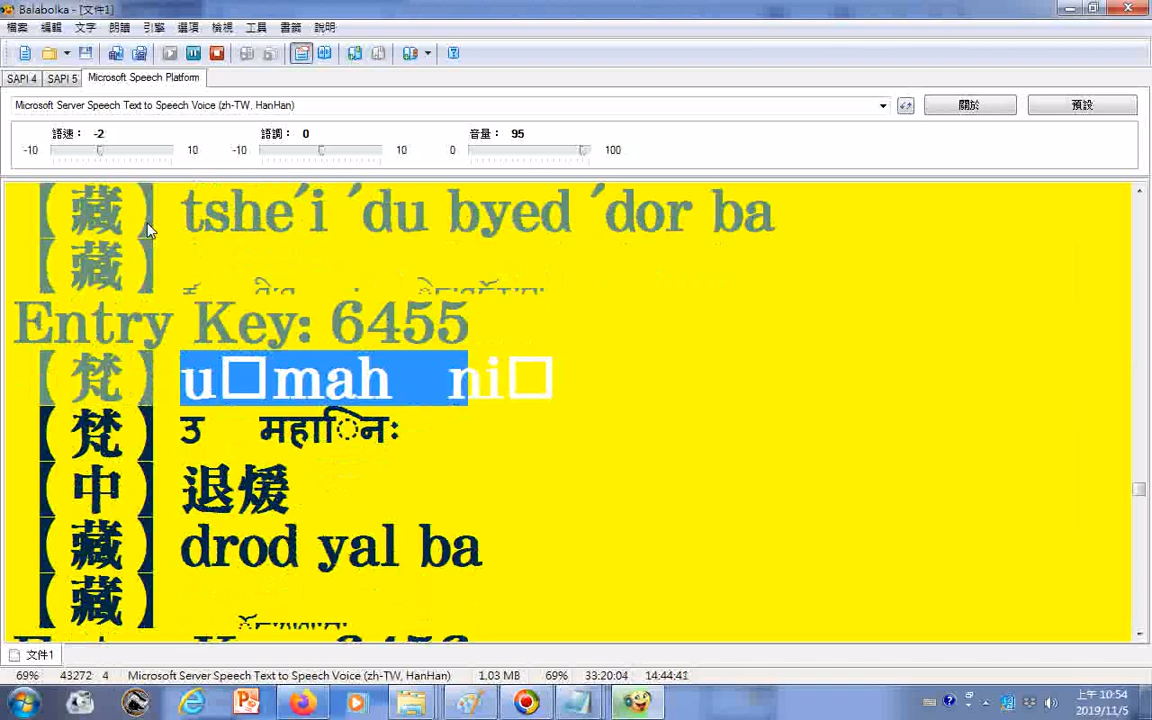 Balabolka - [文件1]
檔案 編輯 文字 朗讀 引擎 選項 檢視 工具 書籤 說明
SAPI 4 SAPI 5 Microsoft Speech Platform
Microsoft Server Speech Text to Speech Voice (zh-TW, HanHan) 關於 預設
語速： -2 語調： 0 音量： 95
-10 10 -10 10 0 100
【 藏 】 tshe´i ´du byed ´dor ba
【 藏 】
Entry Key: 6455
【 梵 】 u□mah ni□
【 梵 】 उ महािनः
【 中 】 退煖
【 藏 】 drod yal ba
【 藏 】
Entry Key: 6456
文件1
69% 43272 4 Microsoft Server Speech Text to Speech Voice (zh-TW, HanHan) 1.03 MB 69% 33:20:04 14:44:41
上午 10:54
2019/11/5